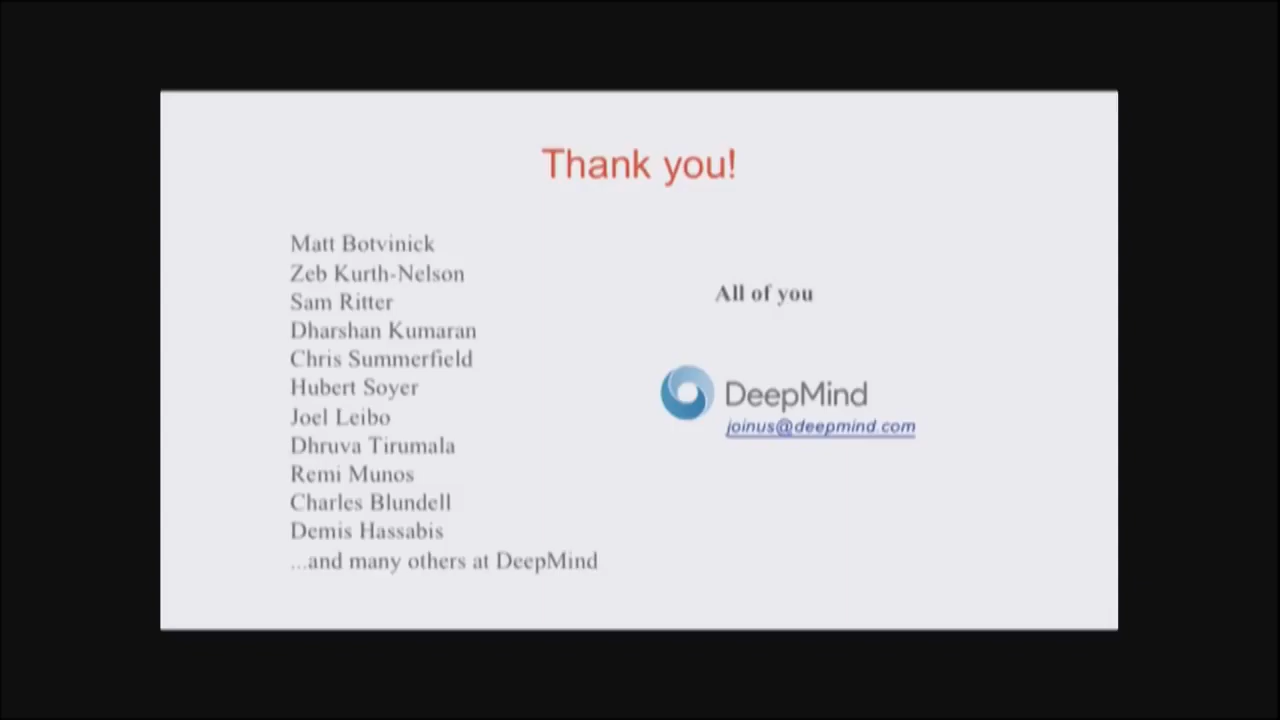 Thank you!
Matt Botvinick
Zeb Kurth-Nelson
Sam Ritter
Dharshan Kumaran
Chris Summerfield
Hubert Soyer
Joel Leibo
Dhruva Tirumala
Remi Munos
Charles Blundell
Demis Hassabis
...and many others at DeepMind
All of you
DeepMind
joinus@deepmind.com